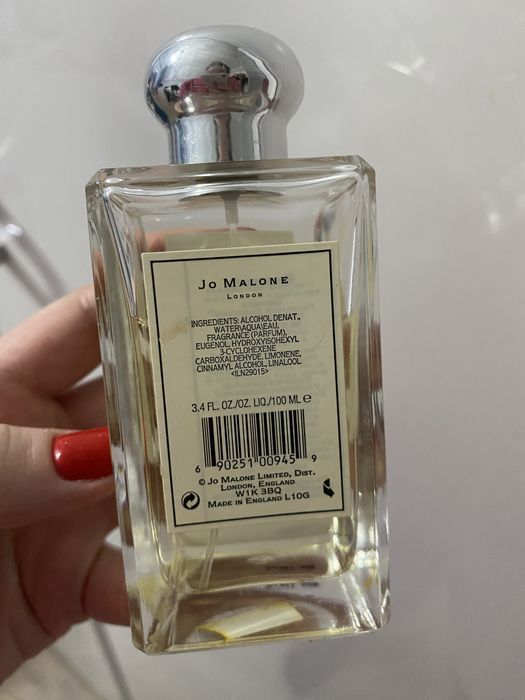 JO MALONE
LONDON
INGREDIENTS: ALCOHOL DENAT.,
WATER\AQUA\EAU,
FRAGRANCE (PARFUM),
EUGENOL, HYDROXYISOHEXYL
3-CYCLOHEXENE
CARBOXALDEHYDE, LIMONENE,
CINNAMYL ALCOHOL, LINALOOL
<ILN29015>
3.4 FL. OZ./OZ. LIQ./100 ML ℮
6 90251 00945 9
© JO MALONE LIMITED, DIST.
LONDON, ENGLAND
W1K 3BQ
MADE IN ENGLAND L10G